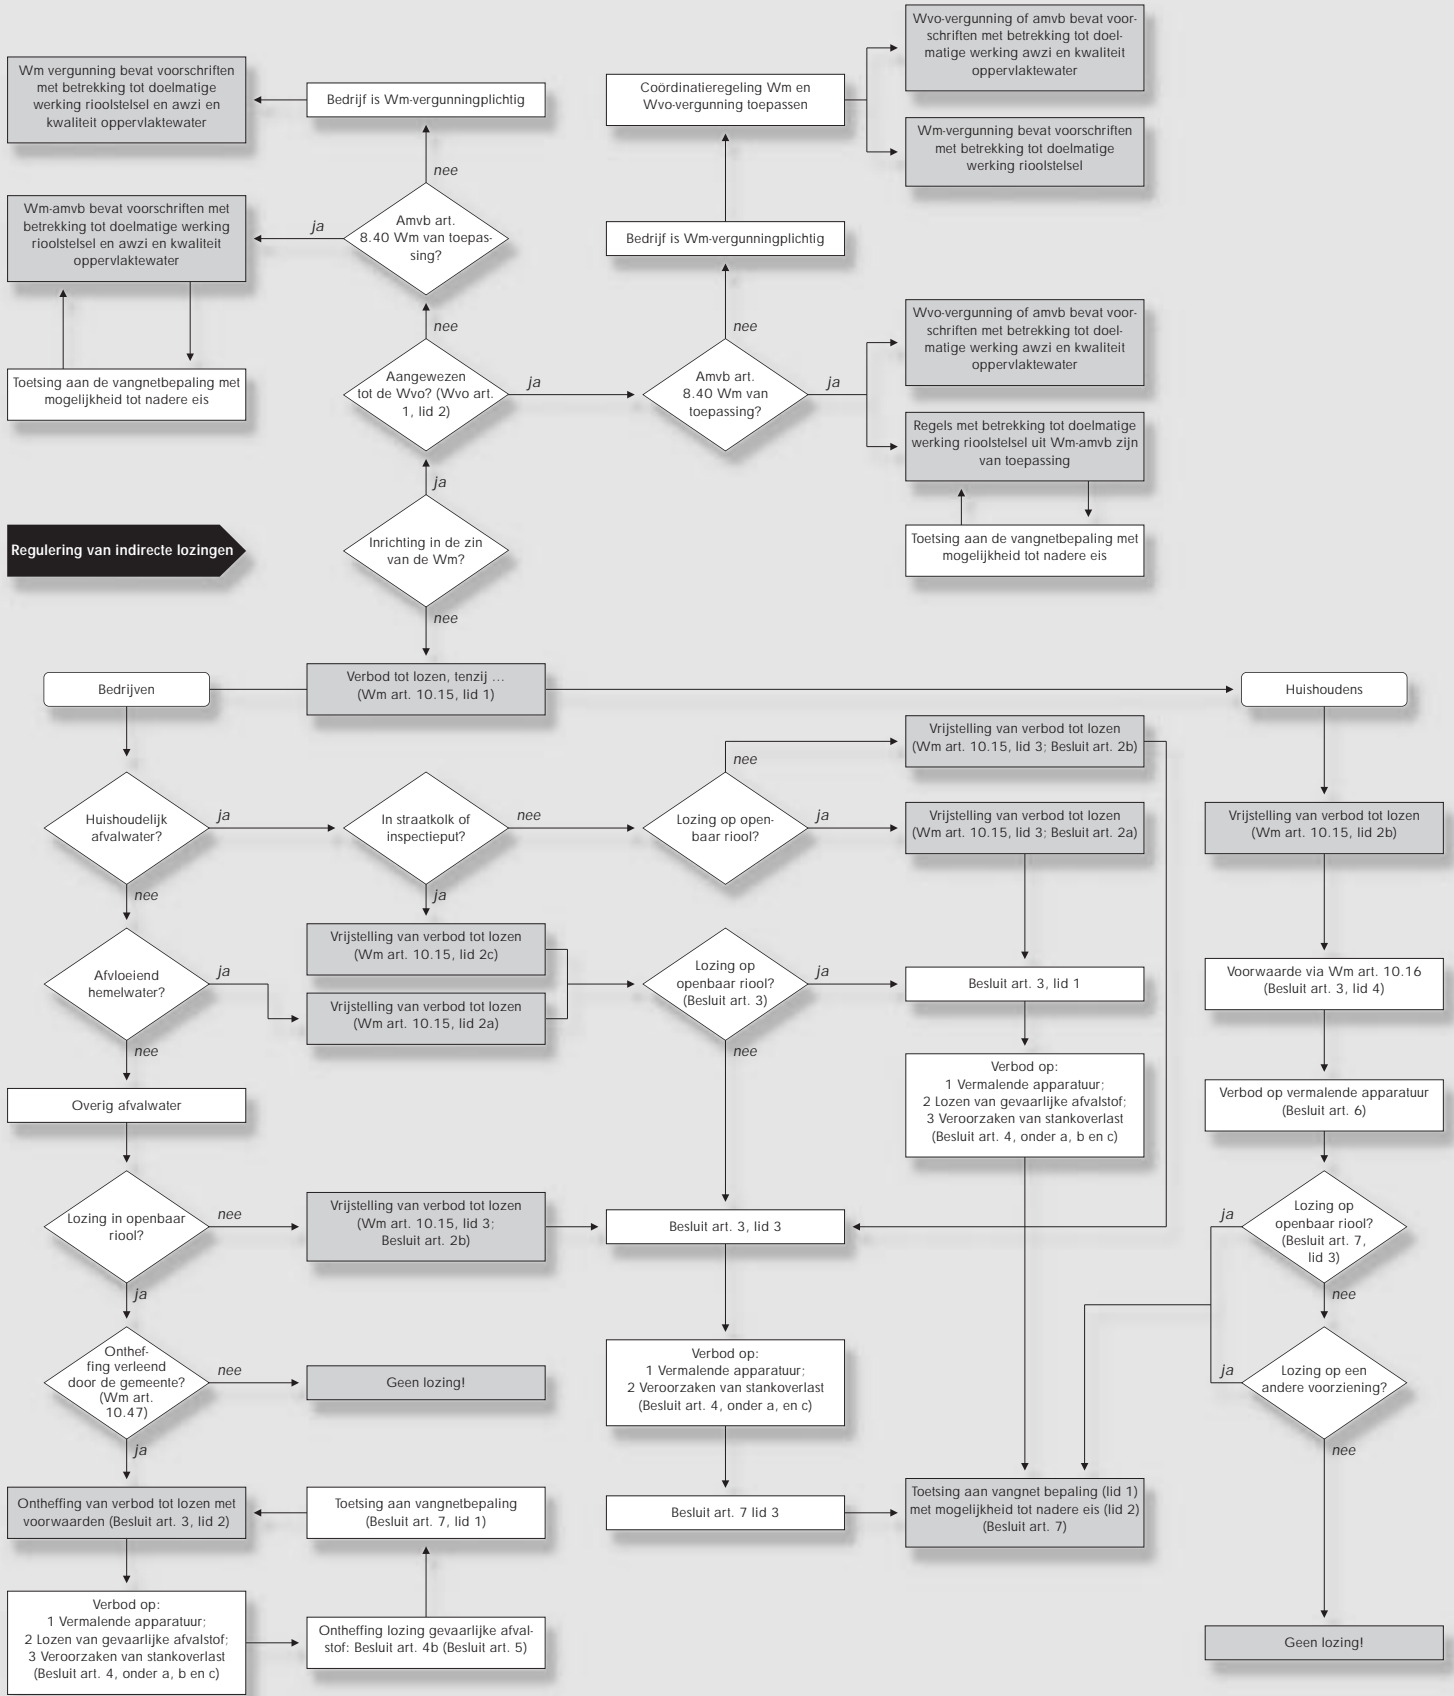 Wvo-vergunning of amvb bevat voor-
schriften met betrekking tot doel-
matige werking awzi en kwaliteit
oppervlaktewater
Wm vergunning bevat voorschriften
met betrekking tot doelmatige
werking rioolstelsel en awzi en
kwaliteit oppervlaktewater
Bedrijf is Wm-vergunningplichtig
Coördinatieregeling Wm en
Wvo-vergunning toepassen
Wm-vergunning bevat voorschriften
met betrekking tot doelmatige
werking rioolstelsel
nee
Wm-amvb bevat voorschriften met
betrekking tot doelmatige werking
rioolstelsel en awzi en kwaliteit
oppervlaktewater
ja
Amvb art.
8.40 Wm van toepas-
sing?
Bedrijf is Wm-vergunningplichtig
nee
nee
Wvo-vergunning of amvb bevat voor-
schriften met betrekking tot doel-
matige werking awzi en kwaliteit
oppervlaktewater
Toetsing aan de vangnetbepaling met
mogelijkheid tot nadere eis
Aangewezen
tot de Wvo? (Wvo art.
1, lid 2)
ja
Amvb art.
8.40 Wm van
toepassing?
ja
Regels met betrekking tot doelmatige
werking rioolstelsel uit Wm-amvb zijn
van toepassing
ja
Regulering van indirecte lozingen
Inrichting in de zin
van de Wm?
Toetsing aan de vangnetbepaling met
mogelijkheid tot nadere eis
nee
Bedrijven
Verbod tot lozen, tenzij ...
(Wm art. 10.15, lid 1)
Huishoudens
Vrijstelling van verbod tot lozen
(Wm art. 10.15, lid 3; Besluit art. 2b)
nee
Huishoudelijk
afvalwater?
ja
In straatkolk of
inspectieput?
nee
Lozing op open-
baar riool?
ja
Vrijstelling van verbod tot lozen
(Wm art. 10.15, lid 3; Besluit art. 2a)
Vrijstelling van verbod tot lozen
(Wm art. 10.15, lid 2b)
nee
ja
Vrijstelling van verbod tot lozen
(Wm art. 10.15, lid 2c)
Afvloeiend
hemelwater?
ja
Vrijstelling van verbod tot lozen
(Wm art. 10.15, lid 2a)
Lozing op
openbaar riool?
(Besluit art. 3)
ja
Besluit art. 3, lid 1
Voorwaarde via Wm art. 10.16
(Besluit art. 3, lid 4)
nee
nee
Overig afvalwater
Verbod op:
1 Vermalende apparatuur;
2 Lozen van gevaarlijke afvalstof;
3 Veroorzaken van stankoverlast
(Besluit art. 4, onder a, b en c)
Verbod op vermalende apparatuur
(Besluit art. 6)
Lozing in openbaar
riool?
nee
Vrijstelling van verbod tot lozen
(Wm art. 10.15, lid 3;
Besluit art. 2b)
Besluit art. 3, lid 3
ja
Lozing op
openbaar riool?
(Besluit art. 7,
lid 3)
ja
nee
Onthef-
fing verleend
door de gemeente?
(Wm art.
10.47)
nee
Geen lozing!
Verbod op:
1 Vermalende apparatuur;
2 Veroorzaken van stankoverlast
(Besluit art. 4, onder a, en c)
ja
Lozing op een
andere voorziening?
ja
nee
Ontheffing van verbod tot lozen met
voorwaarden (Besluit art. 3, lid 2)
Toetsing aan vangnetbepaling
(Besluit art. 7, lid 1)
Besluit art. 7 lid 3
Toetsing aan vangnet bepaling (lid 1)
met mogelijkheid tot nadere eis (lid 2)
(Besluit art. 7)
Verbod op:
1 Vermalende apparatuur;
2 Lozen van gevaarlijke afvalstof;
3 Veroorzaken van stankoverlast
(Besluit art. 4, onder a, b en c)
Ontheffing lozing gevaarlijke afval-
stof: Besluit art. 4b (Besluit art. 5)
Geen lozing!